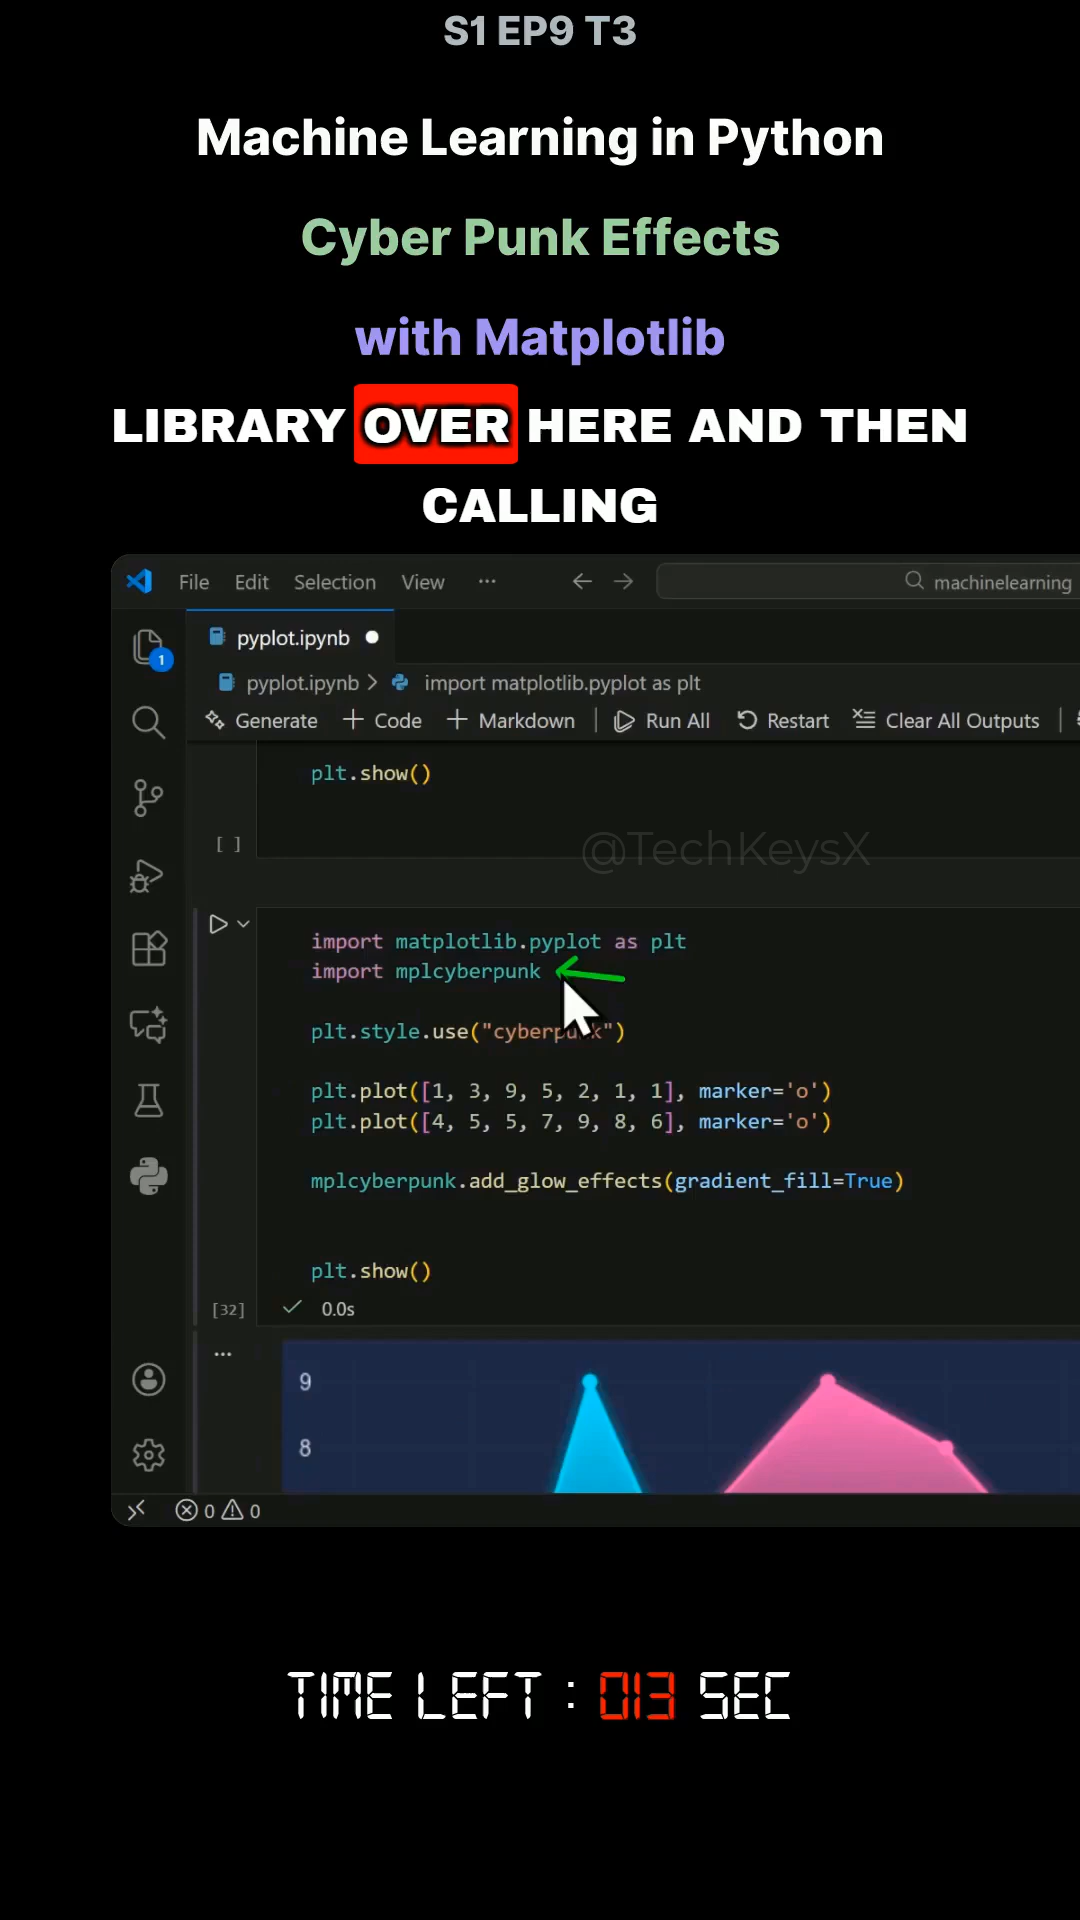 S1 EP9 T3
Machine Learning in Python
Cyber Punk Effects
with Matplotlib
LIBRARY OVER HERE AND THEN
CALLING
File Edit Selection View ... machinelearning
pyplot.ipynb
1
pyplot.ipynb > import matplotlib.pyplot as plt
Generate + Code + Markdown | Run All Restart Clear All Outputs |
plt.show()
[ ]
@TechKeysX
import matplotlib.pyplot as plt
import mplcyberpunk
plt.style.use("cyberpunk")
plt.plot([1, 3, 9, 5, 2, 1, 1], marker='o')
plt.plot([4, 5, 5, 7, 9, 8, 6], marker='o')
mplcyberpunk.add_glow_effects(gradient_fill=True)
plt.show()
[32] 0.0s
...
9
8
0 0
TIME LEFT : 013 SEC